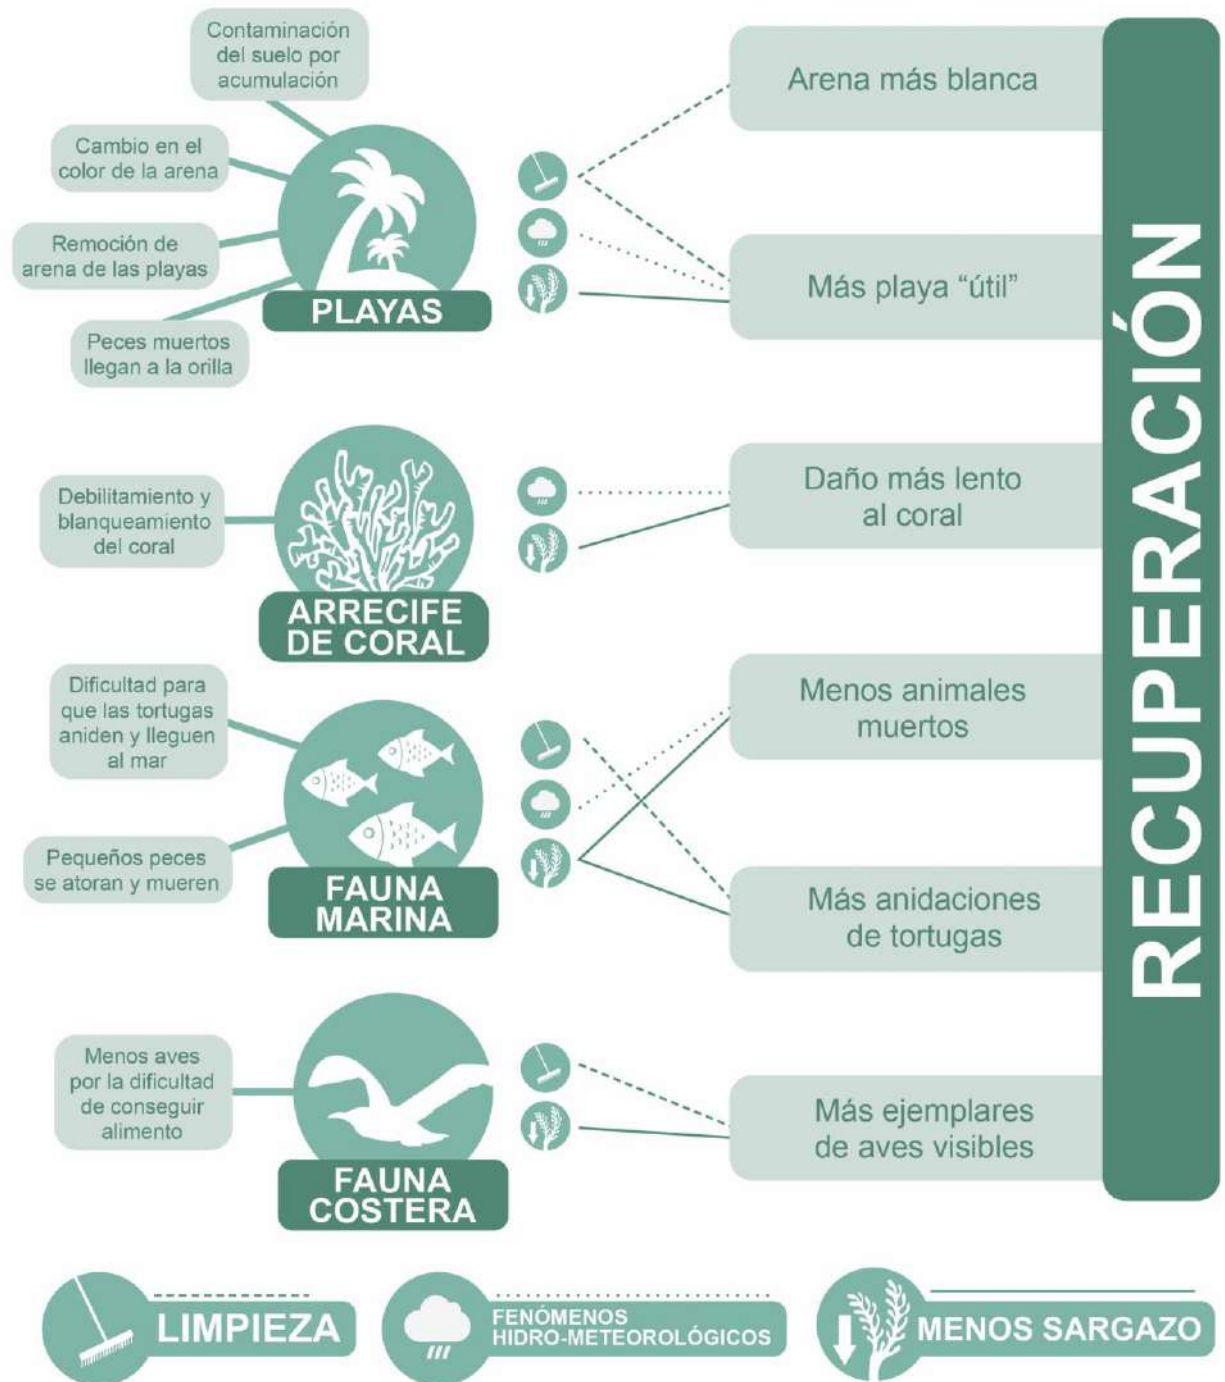 Contaminación
del suelo por
acumulación
Cambio en el
color de la arena
Remoción de
arena de las playas
Peces muertos
llegan a la orilla
PLAYAS
Arena más blanca
Más playa “útil”
Debilitamiento y
blanqueamiento
del coral
ARRECIFE
DE CORAL
Daño más lento
al coral
Dificultad para
que las tortugas
aniden y lleguen
al mar
Pequeños peces
se atoran y mueren
FAUNA
MARINA
Menos animales
muertos
Más anidaciones
de tortugas
Menos aves
por la dificultad
de conseguir
alimento
FAUNA
COSTERA
Más ejemplares
de aves visibles
RECUPERACIÓN
LIMPIEZA
FENÓMENOS
HIDRO-METEOROLÓGICOS
MENOS SARGAZO